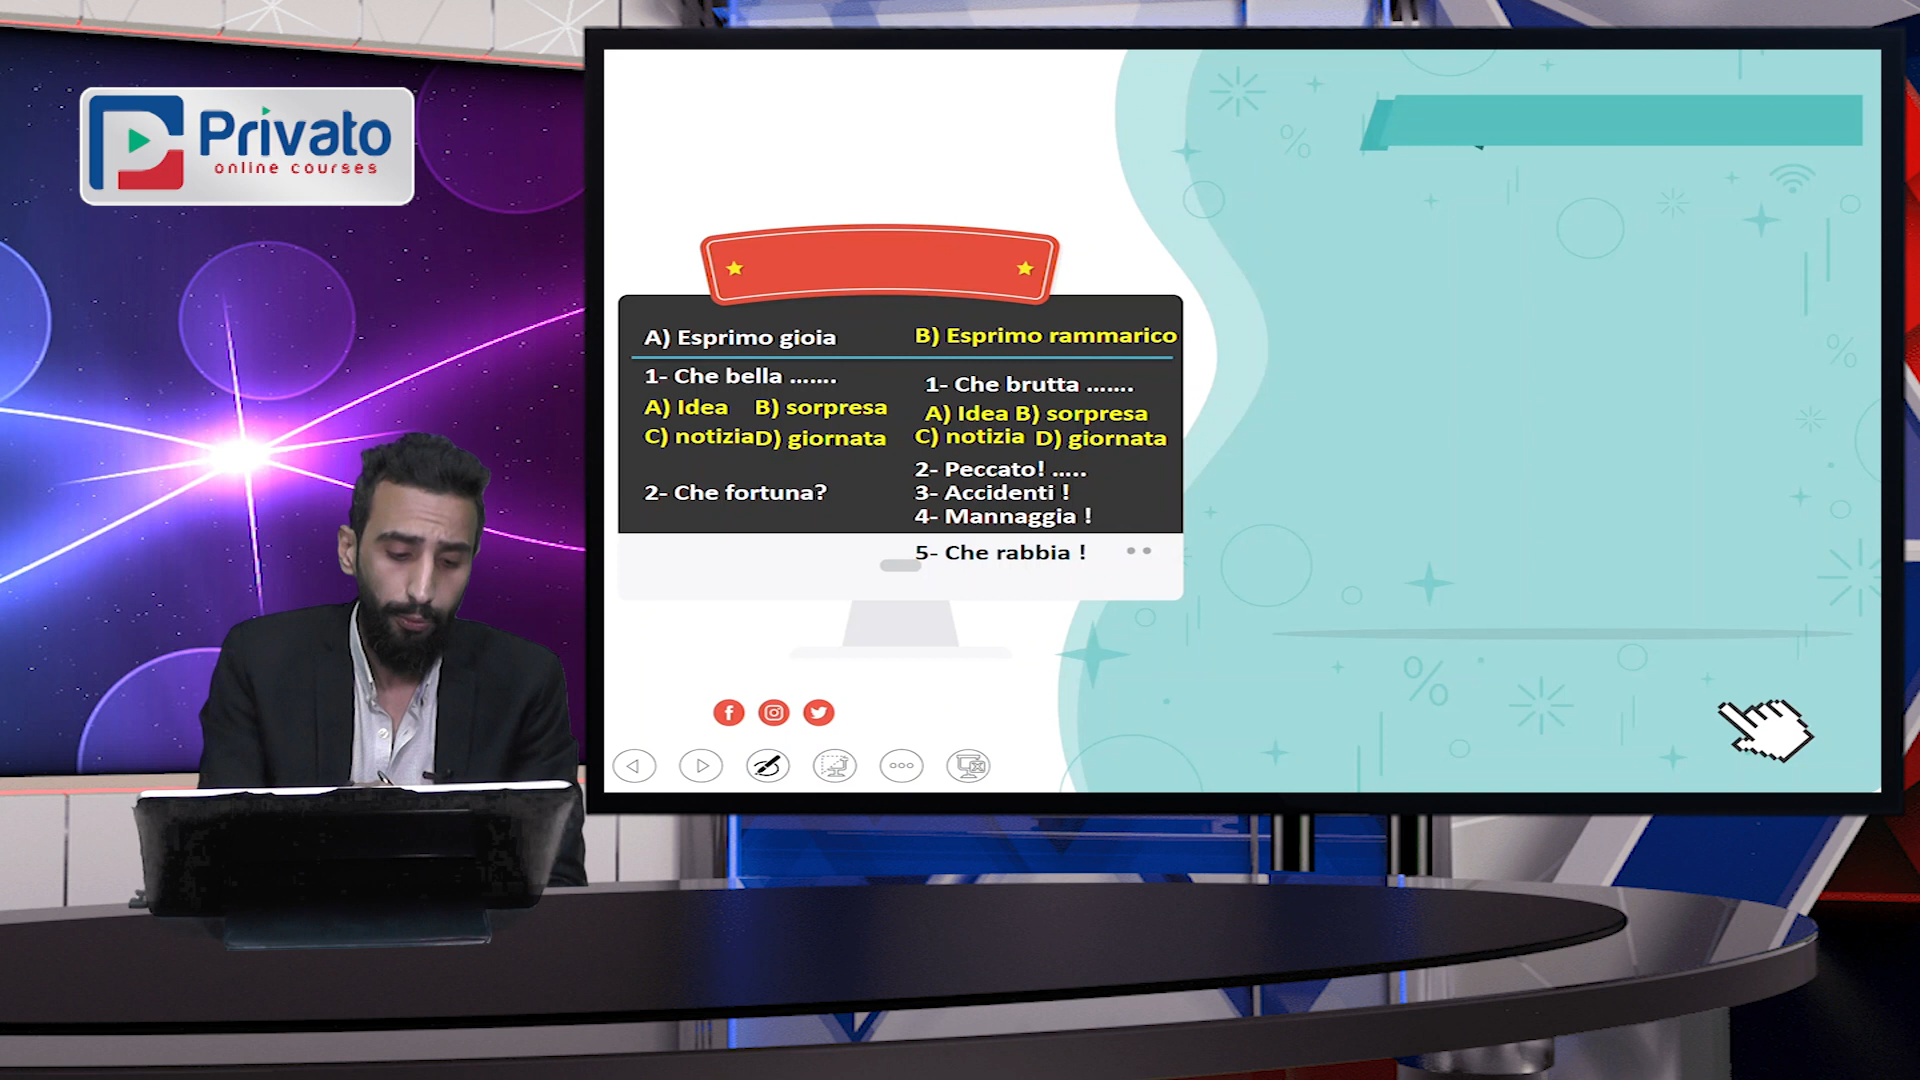 Privato
online courses
A) Esprimo gioia
1- Che bella .......
A) Idea B) sorpresa
C) notizia D) giornata
2- Che fortuna?
B) Esprimo rammarico
1- Che brutta .......
A) Idea B) sorpresa
C) notizia D) giornata
2- Peccato! .....
3- Accidenti !
4- Mannaggia !
5- Che rabbia !